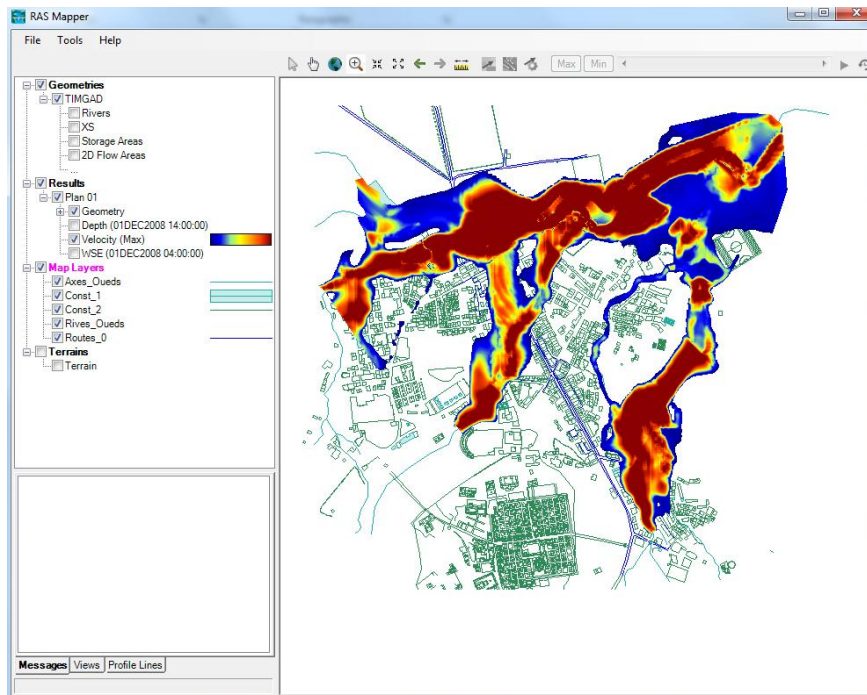 RAS Mapper
File Tools Help
Max Min
Geometries
TIMGAD
Rivers
XS
Storage Areas
2D Flow Areas
...
Results
Plan 01
Geometry
Depth (01DEC2008 14:00:00)
Velocity (Max)
WSE (01DEC2008 04:00:00)
Map Layers
Axes_Oueds
Const_1
Const_2
Rives_Oueds
Routes_0
Terrains
Terrain
Messages Views Profile Lines